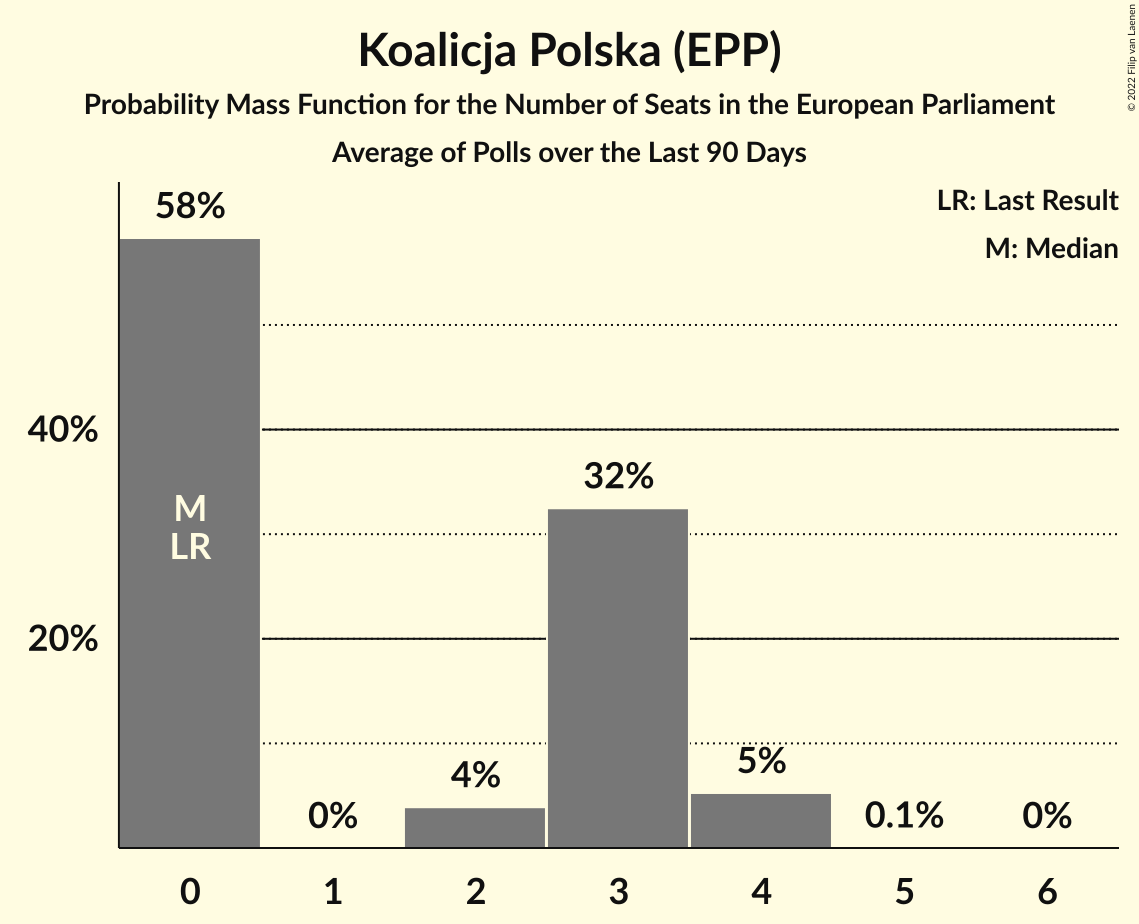 Koalicja Polska (EPP)
Probability Mass Function for the Number of Seats in the European Parliament
Average of Polls over the Last 90 Days
© 2022 Filip van Laenen
LR: Last Result
M: Median
58%
40%
32%
M
LR
20%
5%
4%
0%
0.1%
0%
0 1 2 3 4 5 6